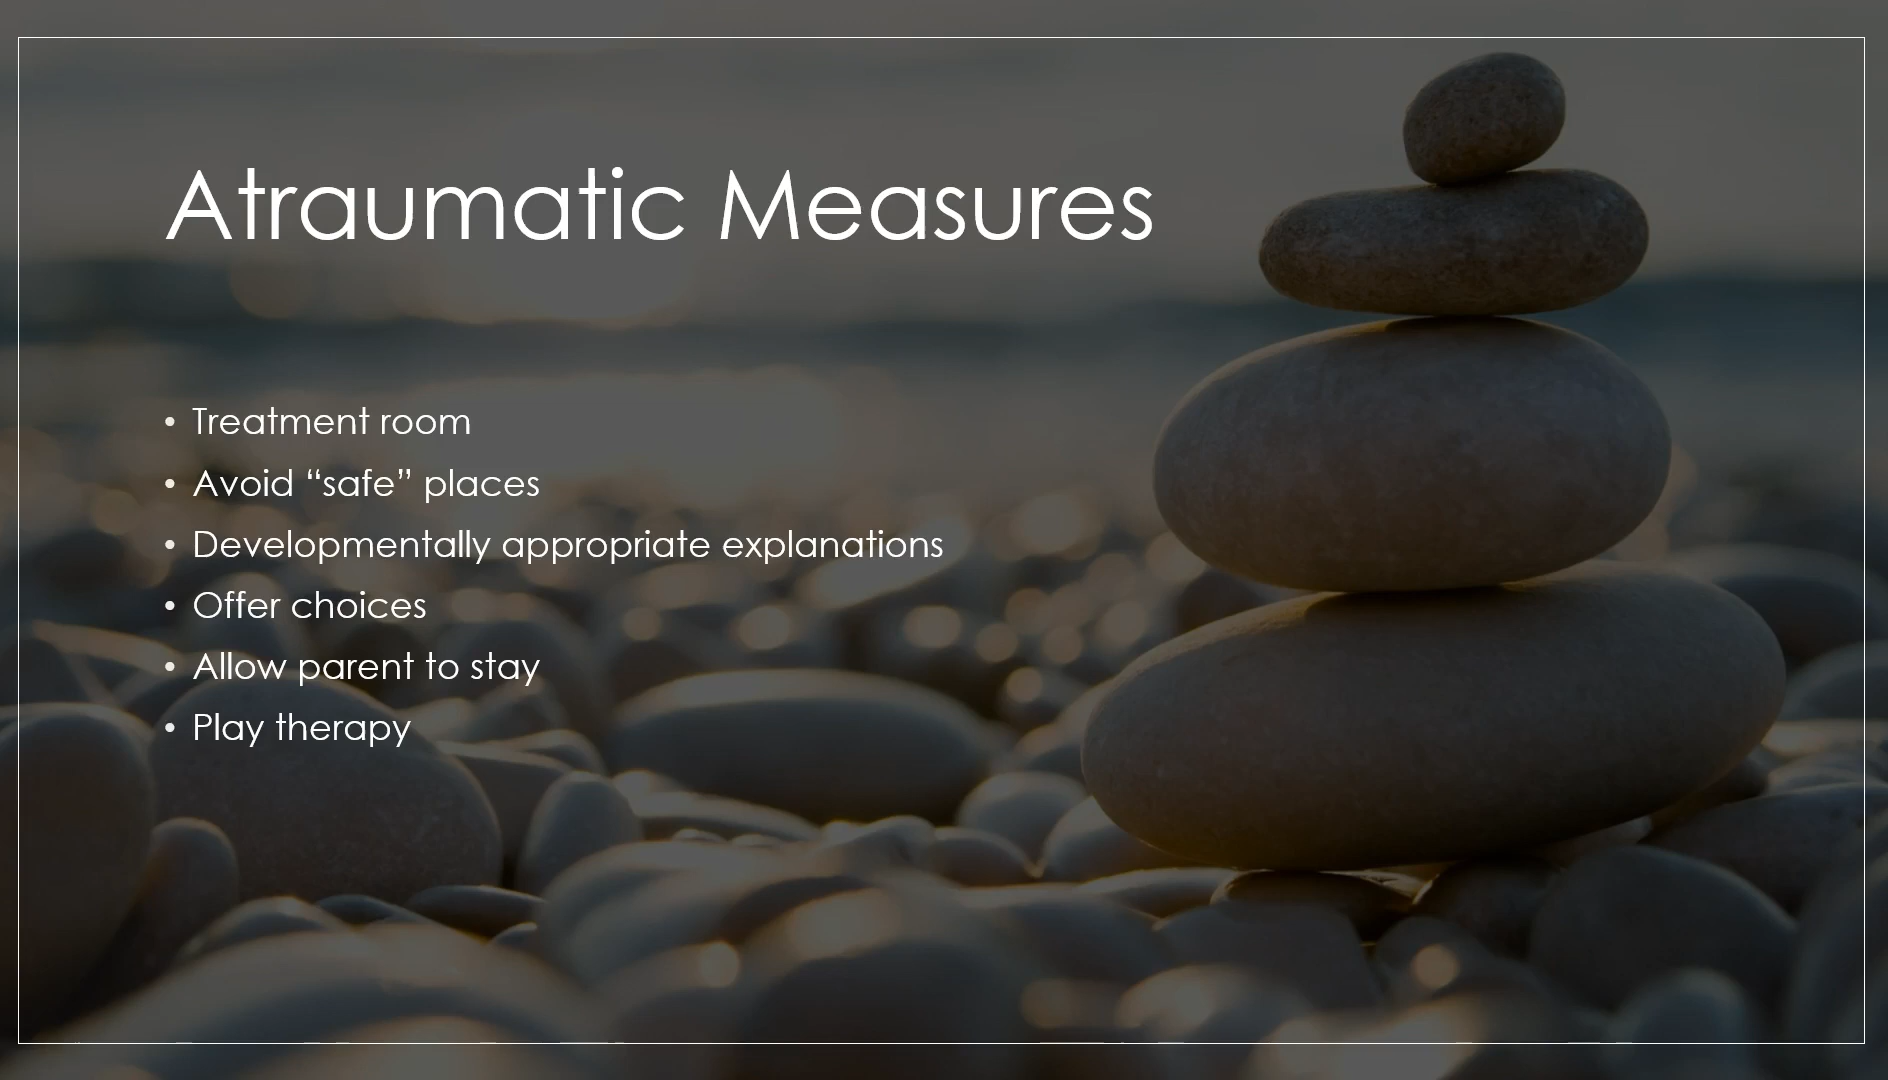 Atraumatic Measures
• Treatment room
• Avoid “safe” places
• Developmentally appropriate explanations
• Offer choices
• Allow parent to stay
• Play therapy